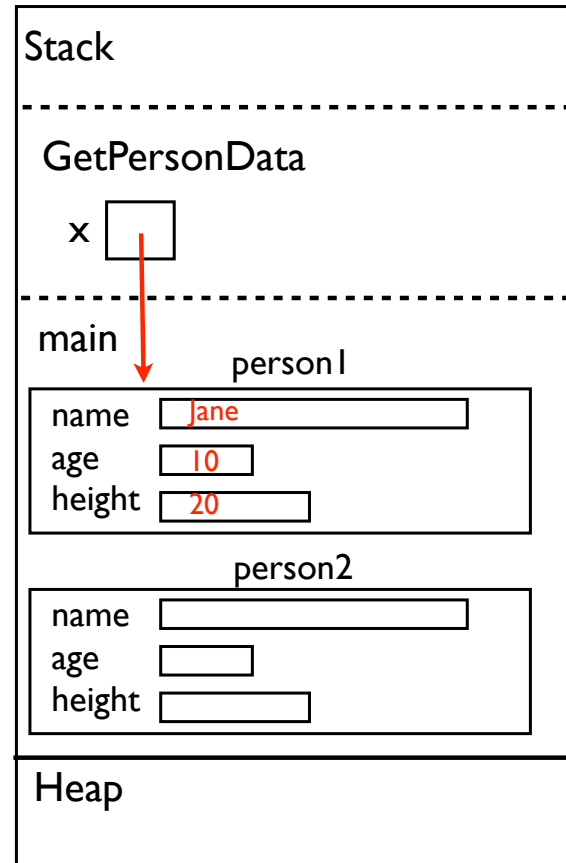 Stack
GetPersonData
x
main
person1
name Jane
age 10
height 20
person2
name
age
height
Heap